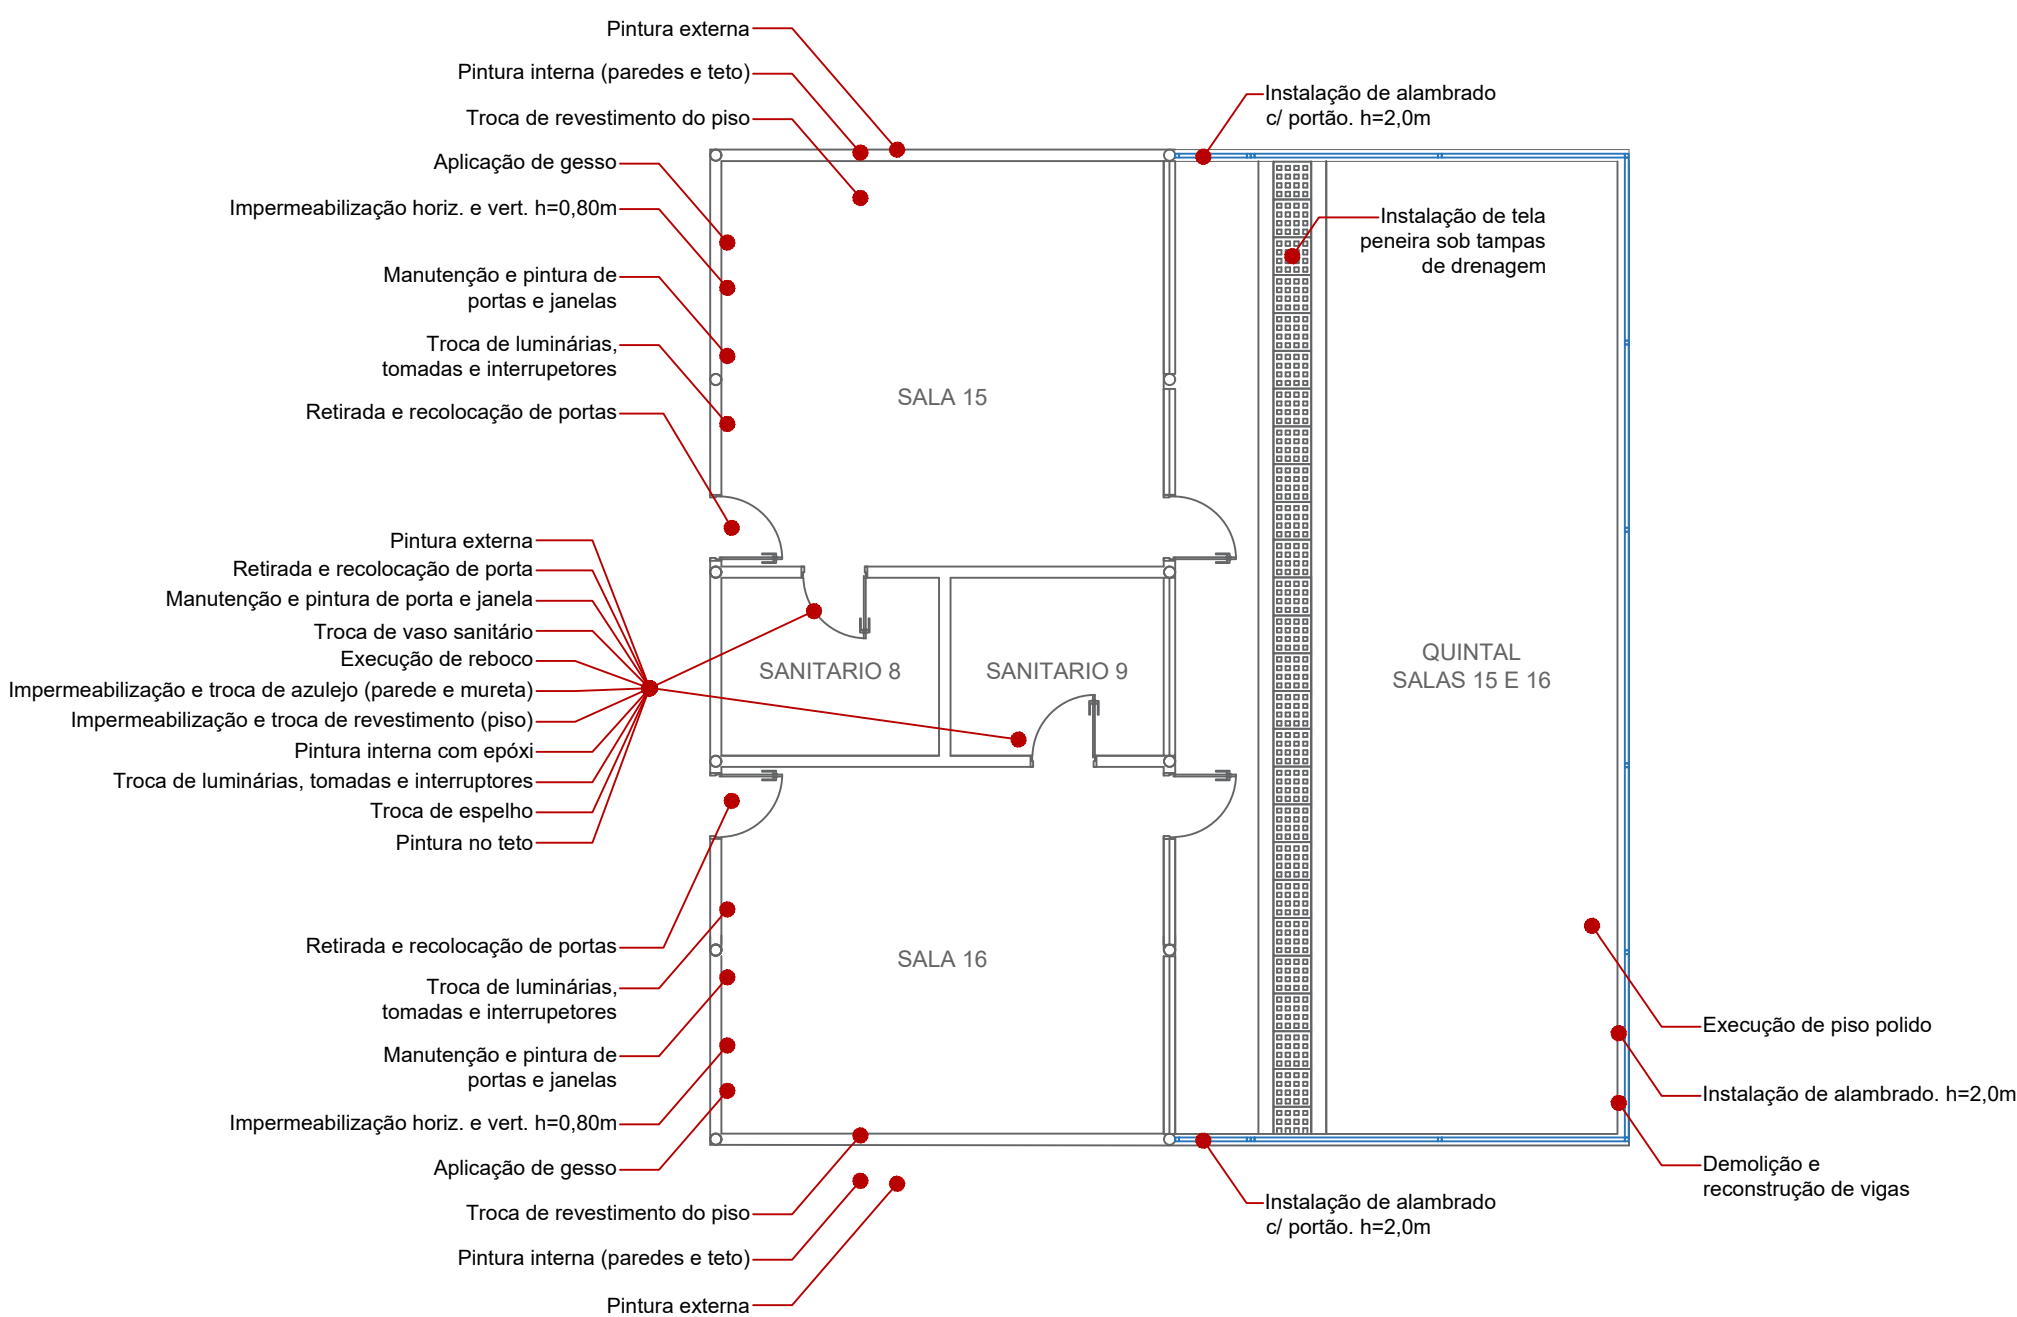 Pintura externa
Pintura interna (paredes e teto)
Troca de revestimento do piso
Aplicação de gesso
Impermeabilização horiz. e vert. h=0,80m
Manutenção e pintura de
portas e janelas
Troca de luminárias,
tomadas e interrupetores
Retirada e recolocação de portas
Instalação de alambrado
c/ portão. h=2,0m
Instalação de tela
peneira sob tampas
de drenagem
SALA 15
Pintura externa
Retirada e recolocação de porta
Manutenção e pintura de porta e janela
Troca de vaso sanitário
Execução de reboco
Impermeabilização e troca de azulejo (parede e mureta)
Impermeabilização e troca de revestimento (piso)
Pintura interna com epóxi
Troca de luminárias, tomadas e interruptores
Troca de espelho
Pintura no teto
SANITARIO 8
SANITARIO 9
QUINTAL
SALAS 15 E 16
Retirada e recolocação de portas
Troca de luminárias,
tomadas e interrupetores
Manutenção e pintura de
portas e janelas
Impermeabilização horiz. e vert. h=0,80m
Aplicação de gesso
Troca de revestimento do piso
Pintura interna (paredes e teto)
Pintura externa
SALA 16
Execução de piso polido
Instalação de alambrado. h=2,0m
Demolição e
reconstrução de vigas
Instalação de alambrado
c/ portão. h=2,0m